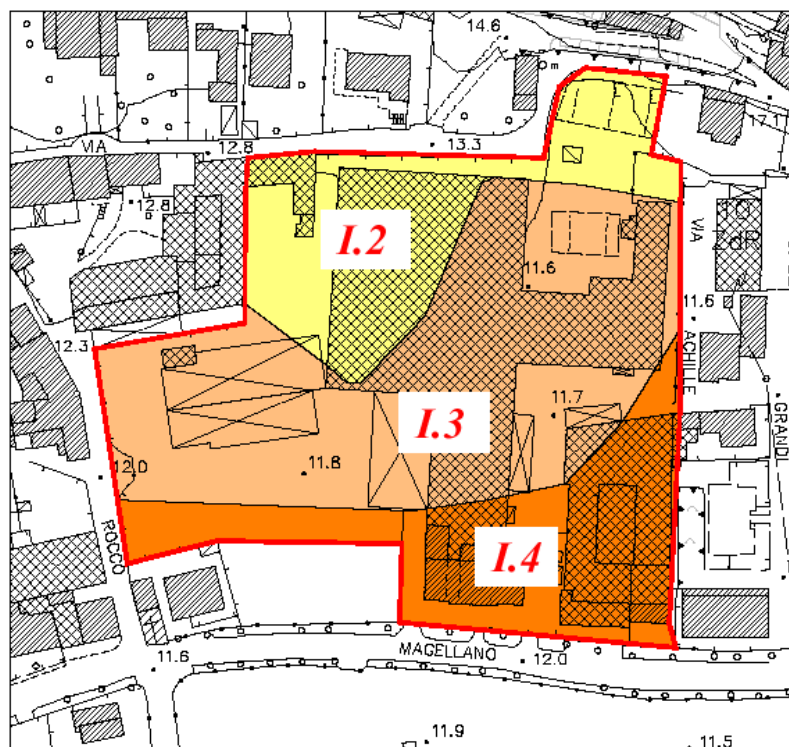 14.6
m
17.1
VIA
12.8
13.3
12.8
I.2
VIA
ZdR
11.6
11.6
12.3
ACHILLE
I.3
11.7
GRANDI
12.0
11.8
ROCCO
I.4
MAGELLANO
11.6
12.0
11.9
11.5